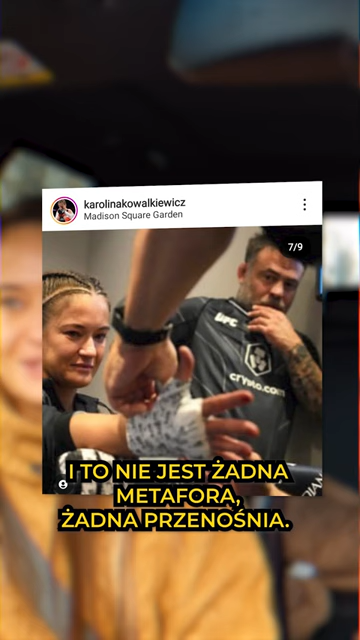 karolinakowalkiewicz
Madison Square Garden
7/9
UFC
crypto.com
I TO NIE JEST ŻADNA
METAFORA,
ŻADNA PRZENOŚNIA.